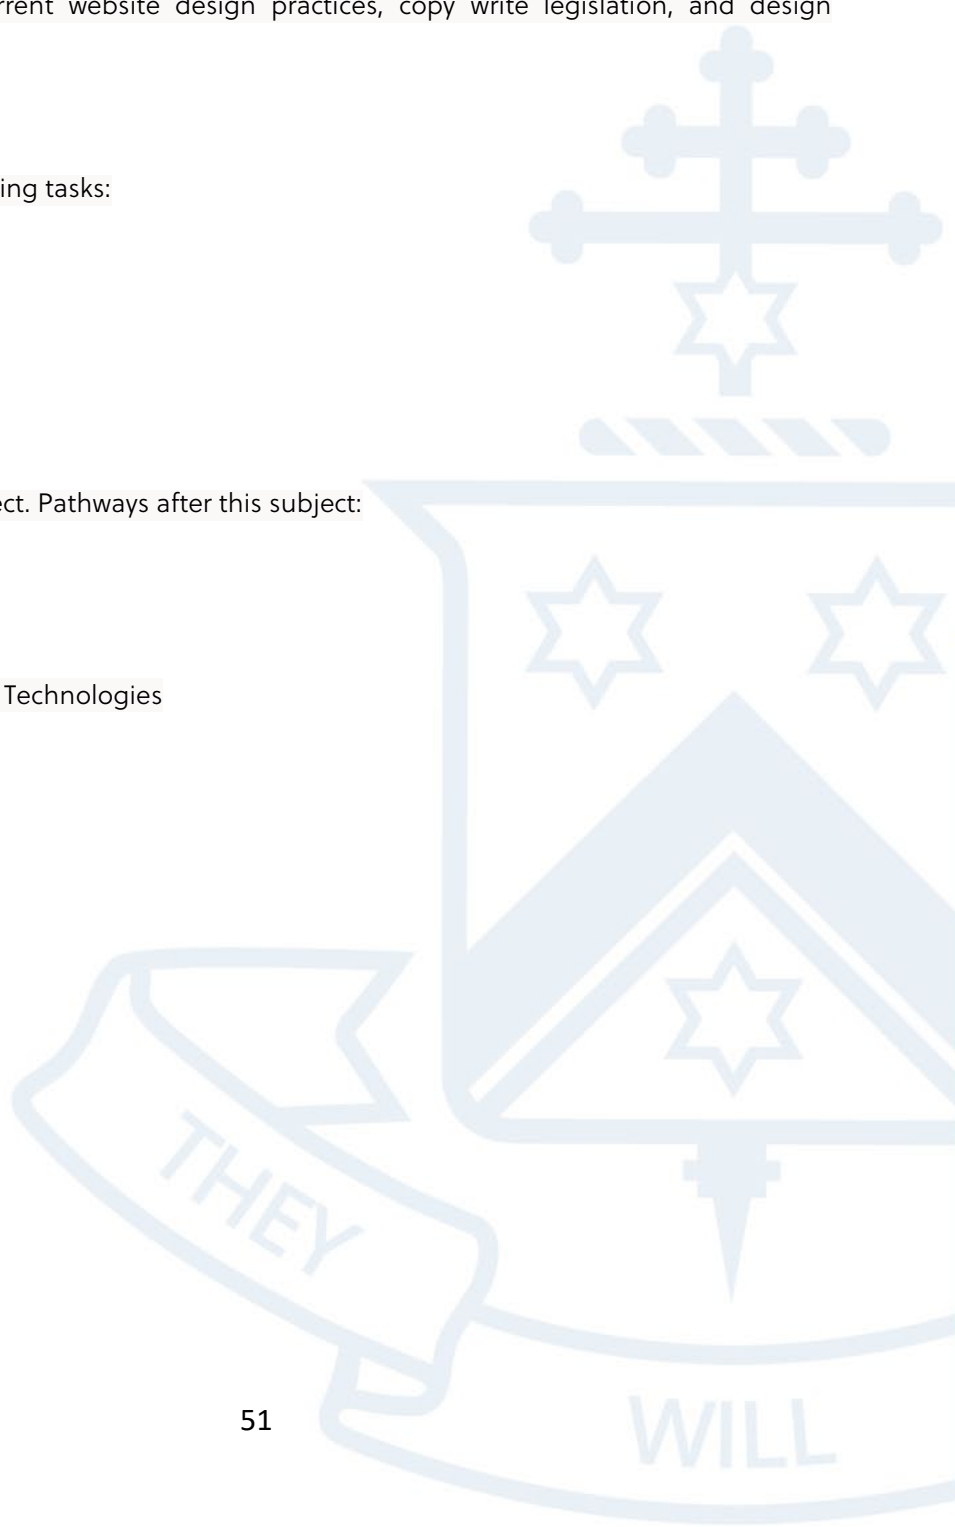 rrent website design practices, copy write legislation, and design
ing tasks:
ect. Pathways after this subject:
Technologies
THEY
51
WILL